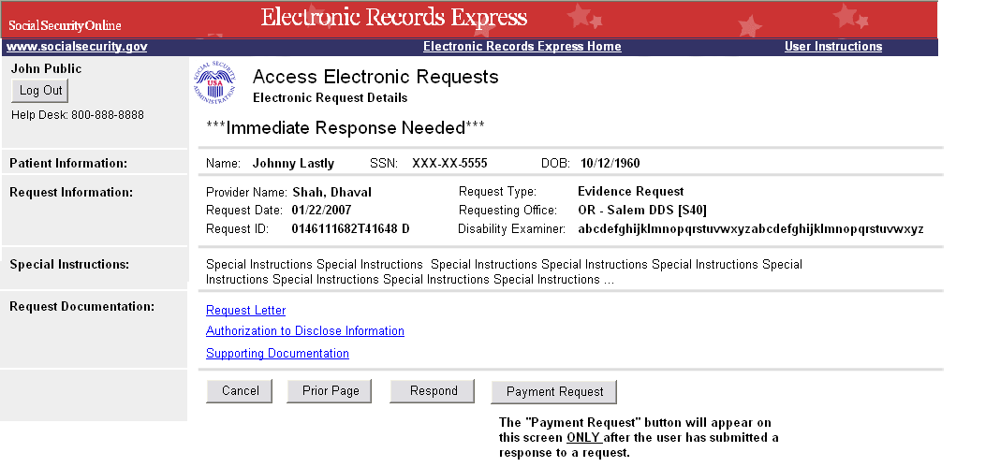 SocialSecurityOnline
Electronic Records Express
www.socialsecurity.gov
Electronic Records Express Home
User Instructions
John Public
Log Out
Help Desk: 800-888-8888
SOCIAL SECURITY ADMINISTRATION
USA
Access Electronic Requests
Electronic Request Details
***Immediate Response Needed***
Patient Information:
Name: Johnny Lastly SSN: XXX-XX-5555 DOB: 10/12/1960
Request Information:
Provider Name: Shah, Dhaval Request Type: Evidence Request
Request Date: 01/22/2007 Requesting Office: OR - Salem DDS [S40]
Request ID: 0146111682T41648 D Disability Examiner: abcdefghijklmnopqrstuvwxyzabcdefghijklmnopqrstuvwxyz
Special Instructions:
Special Instructions Special Instructions Special Instructions Special Instructions Special Instructions Special
Instructions Special Instructions Special Instructions Special Instructions ...
Request Documentation:
Request Letter
Authorization to Disclose Information
Supporting Documentation
Cancel Prior Page Respond Payment Request
The "Payment Request" button will appear on
this screen ONLY after the user has submitted a
response to a request.